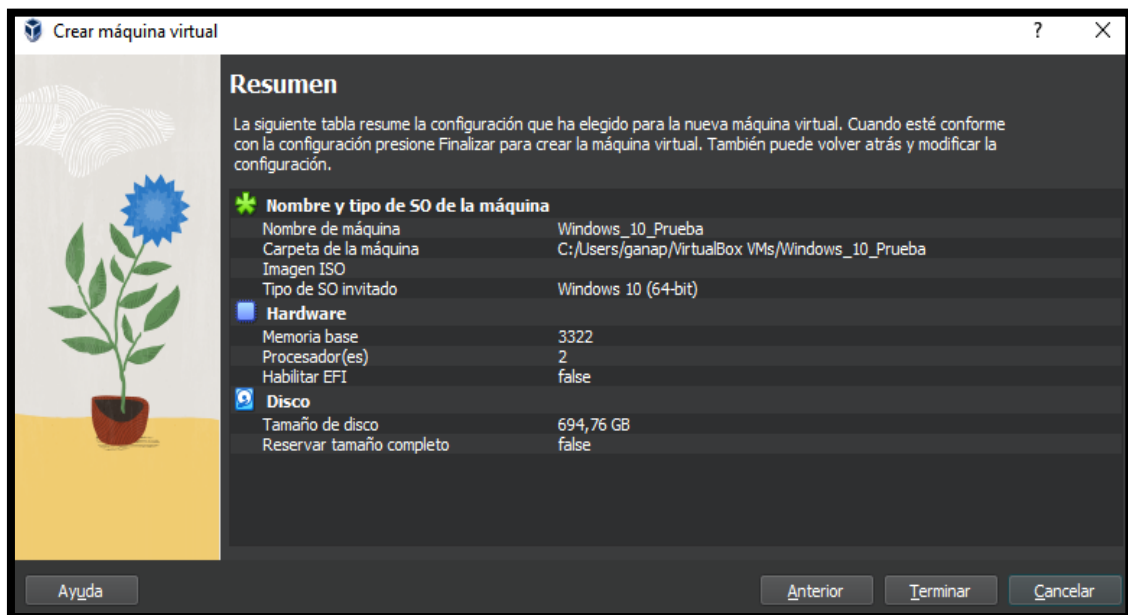 Crear máquina virtual
?
Resumen
La siguiente tabla resume la configuración que ha elegido para la nueva máquina virtual. Cuando esté conforme
con la configuración presione Finalizar para crear la máquina virtual. También puede volver atrás y modificar la
configuración.
Nombre y tipo de SO de la máquina
Nombre de máquina Windows_10_Prueba
Carpeta de la máquina C:/Users/ganap/VirtualBox VMs/Windows_10_Prueba
Imagen ISO
Tipo de SO invitado Windows 10 (64-bit)
Hardware
Memoria base 3322
Procesador(es) 2
Habilitar EFI false
Disco
Tamaño de disco 694,76 GB
Reservar tamaño completo false
Ayuda Anterior Terminar Cancelar